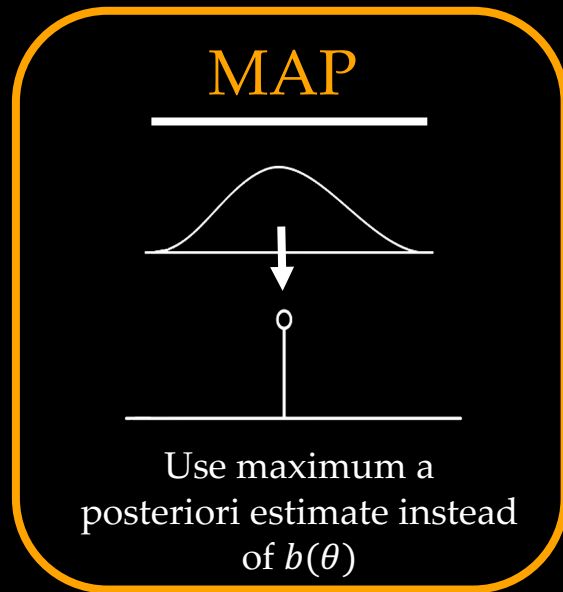 MAP
Use maximum a
posteriori estimate instead
of 𝑏(𝜃)